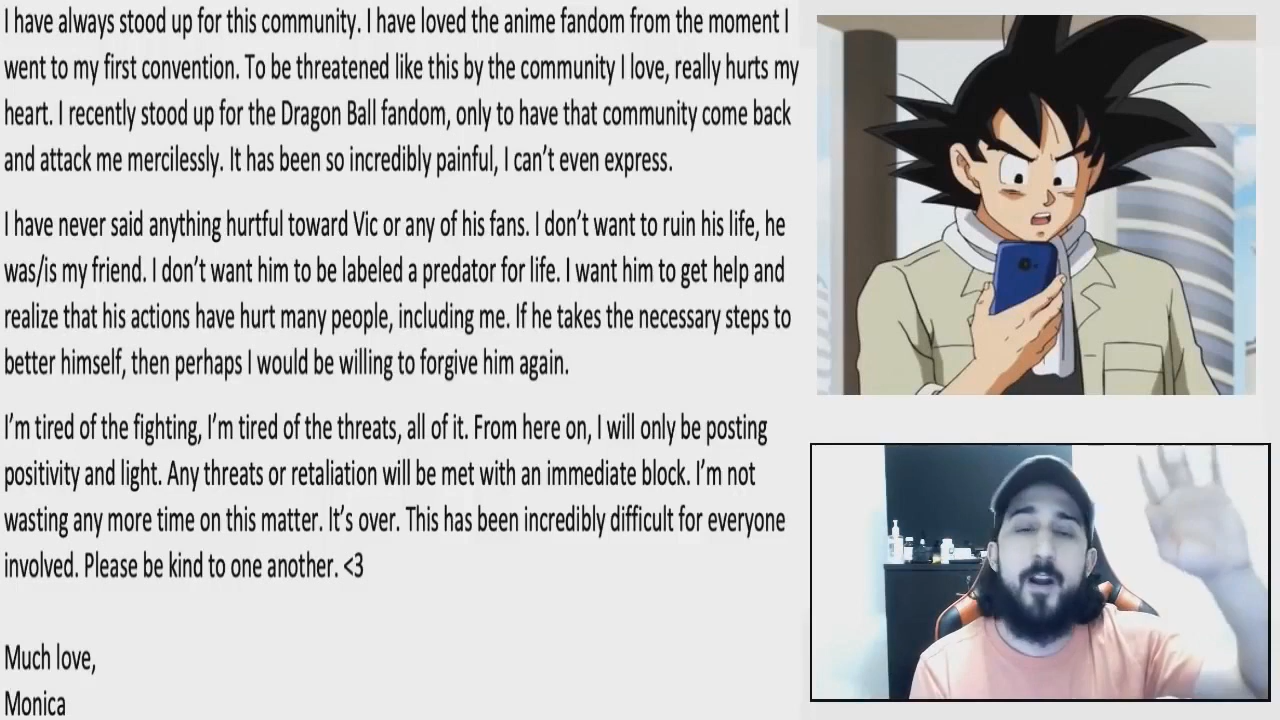 I have always stood up for this community. I have loved the anime fandom from the moment I
went to my first convention. To be threatened like this by the community I love, really hurts my
heart. I recently stood up for the Dragon Ball fandom, only to have that community come back
and attack me mercilessly. It has been so incredibly painful, I can’t even express.
I have never said anything hurtful toward Vic or any of his fans. I don’t want to ruin his life, he
was/is my friend. I don’t want him to be labeled a predator for life. I want him to get help and
realize that his actions have hurt many people, including me. If he takes the necessary steps to
better himself, then perhaps I would be willing to forgive him again.
I’m tired of the fighting, I’m tired of the threats, all of it. From here on, I will only be posting
positivity and light. Any threats or retaliation will be met with an immediate block. I’m not
wasting any more time on this matter. It’s over. This has been incredibly difficult for everyone
involved. Please be kind to one another. <3
Much love,
Monica